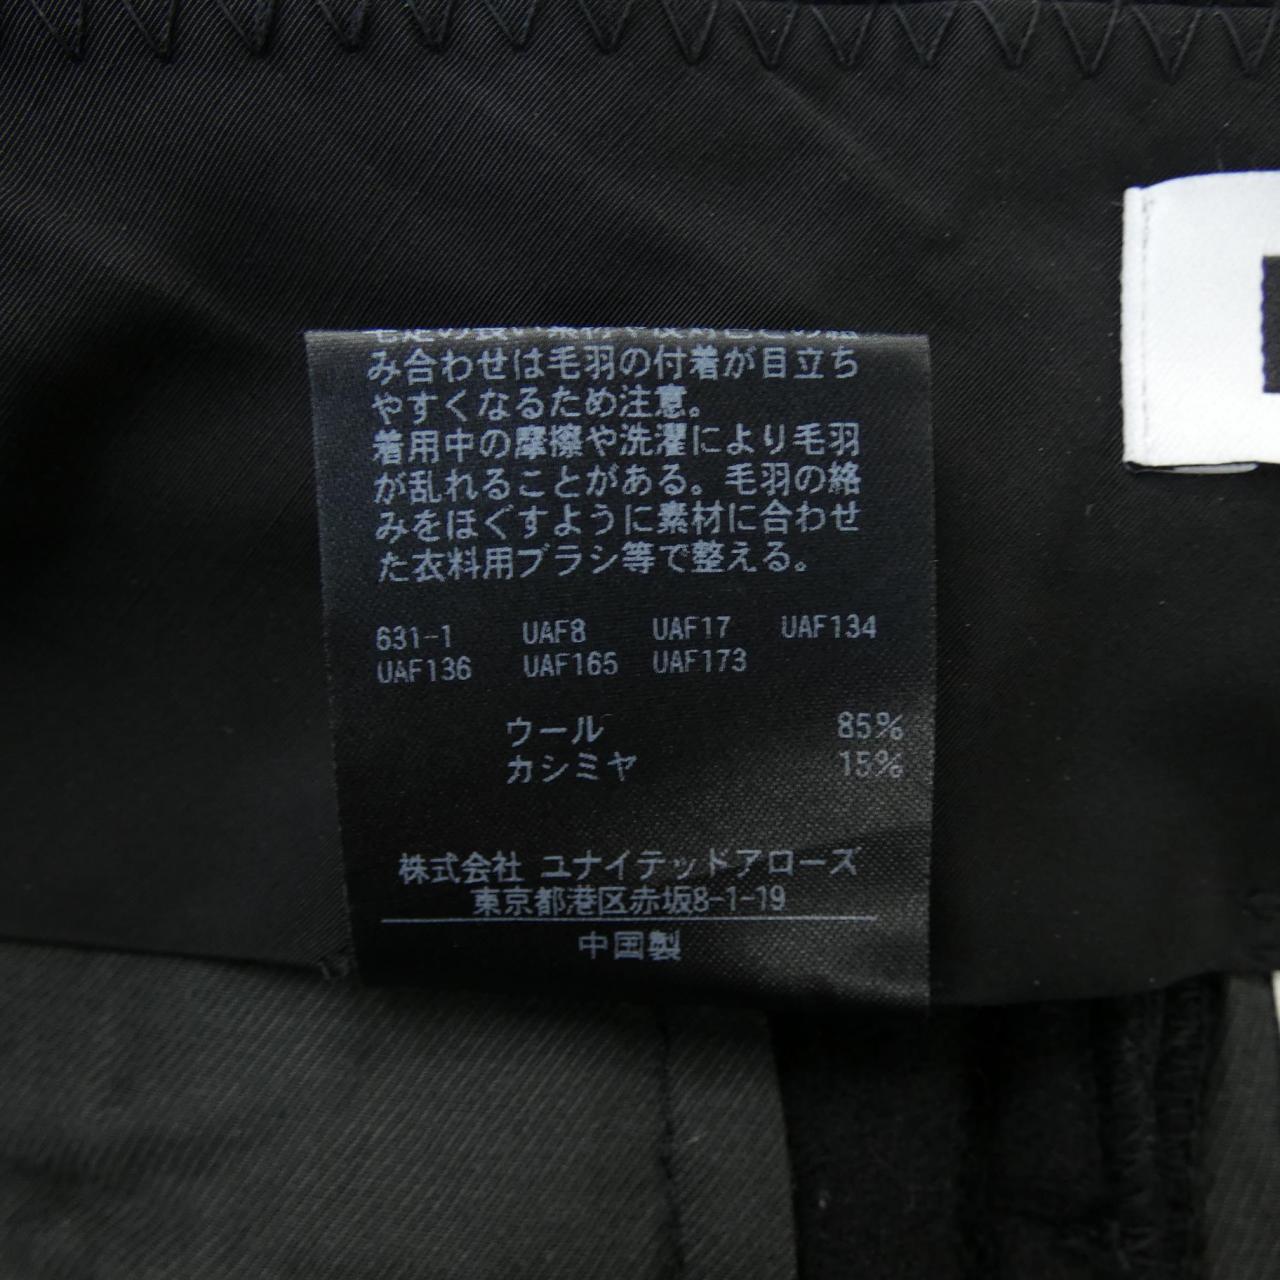 み合わせは毛羽の付着が目立ち
やすくなるため注意。
着用中の摩擦や洗濯により毛羽
が乱れることがある。毛羽の絡
みをほぐすように素材に合わせ
た衣料用ブラシ等で整える。
631-1 UAF8 UAF17 UAF134
UAF136 UAF165 UAF173
ウール 85%
カシミヤ 15%
株式会社 ユナイテッドアローズ
東京都港区赤坂8-1-19
中国製